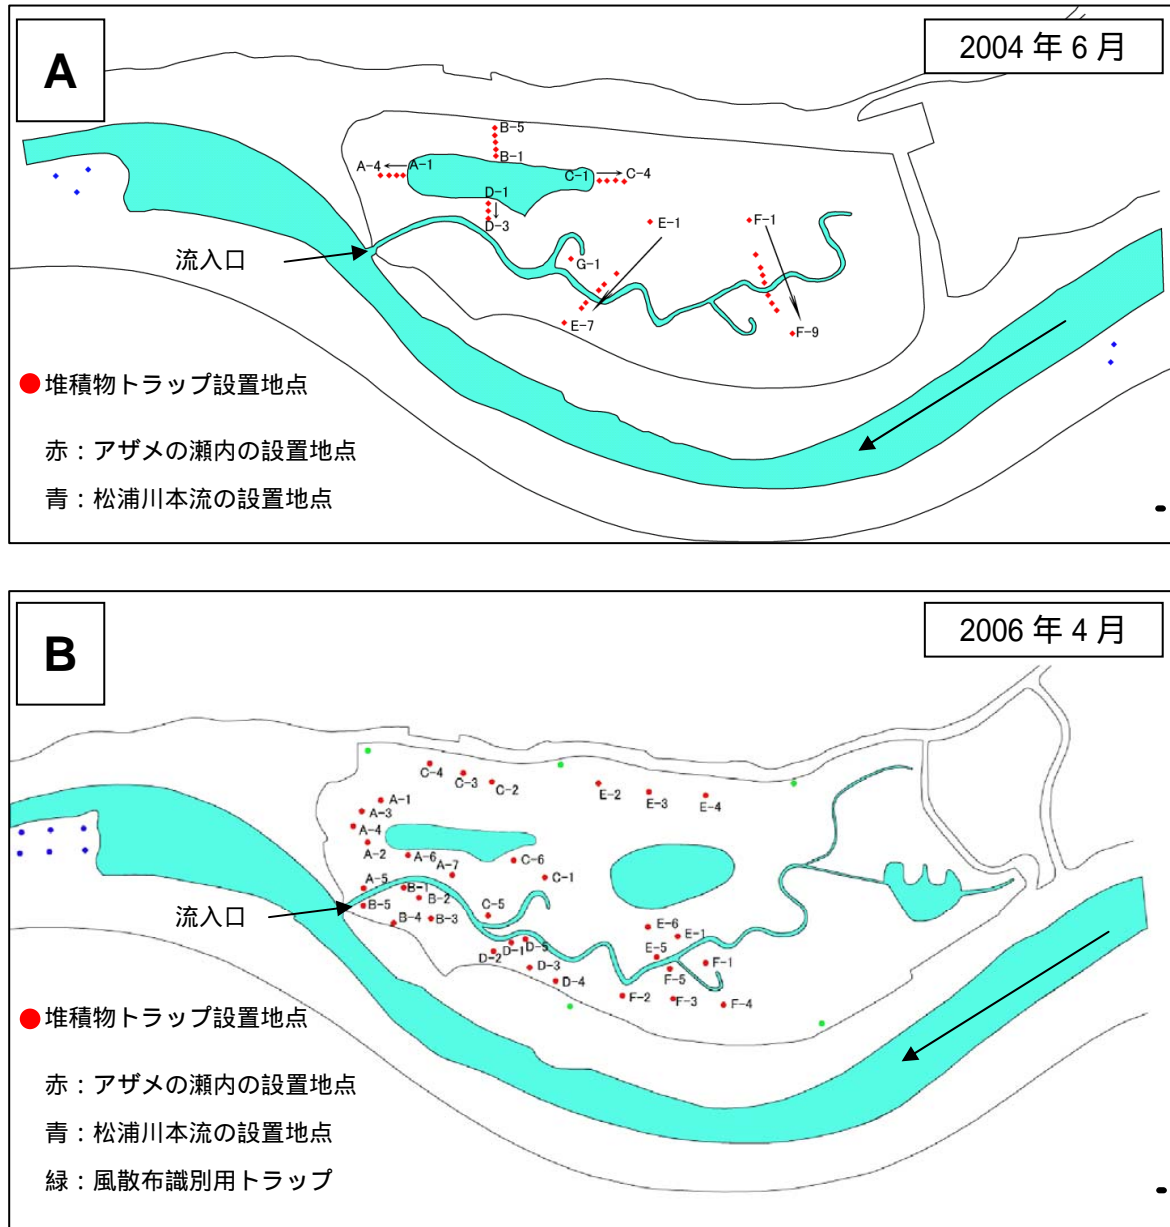 A
2004 年 6 月
B-5
B-1
A-4
A-1
C-1
C-4
D-1
D-3
E-1
F-1
流入口
G-1
E-7
F-9
堆積物トラップ設置地点
赤：アザメの瀬内の設置地点
青：松浦川本流の設置地点
B
2006 年 4 月
C-4
C-3
C-2
E-2
E-3
E-4
A-1
A-3
A-4
A-2
A-6
A-7
C-6
C-1
A-5
B-1
B-2
B-5
流入口
B-4
B-3
C-5
E-6
E-1
D-1
D-5
D-2
E-5
D-3
F-1
F-5
D-4
F-2
F-3
F-4
堆積物トラップ設置地点
赤：アザメの瀬内の設置地点
青：松浦川本流の設置地点
緑：風散布識別用トラップ